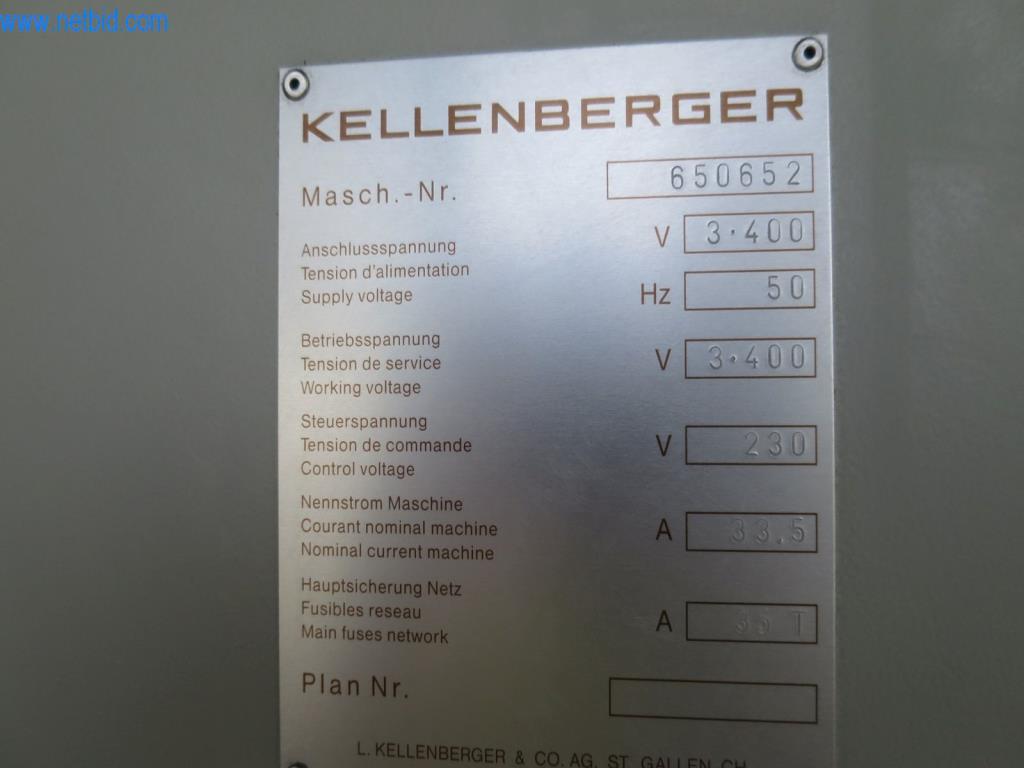 www.netbid.com
KELLENBERGER
Masch.-Nr. 650652
Anschlussspannung V 3·400
Tension d'alimentation
Supply voltage Hz 50
Betriebsspannung
Tension de service V 3·400
Working voltage
Steuerspannung
Tension de commande V 230
Control voltage
Nennstrom Maschine
Courant nominal machine A 33.5
Nominal current machine
Hauptsicherung Netz
Fusibles reseau A 35 T
Main fuses network
Plan Nr.
L. KELLENBERGER & CO. AG, ST. GALLEN CH